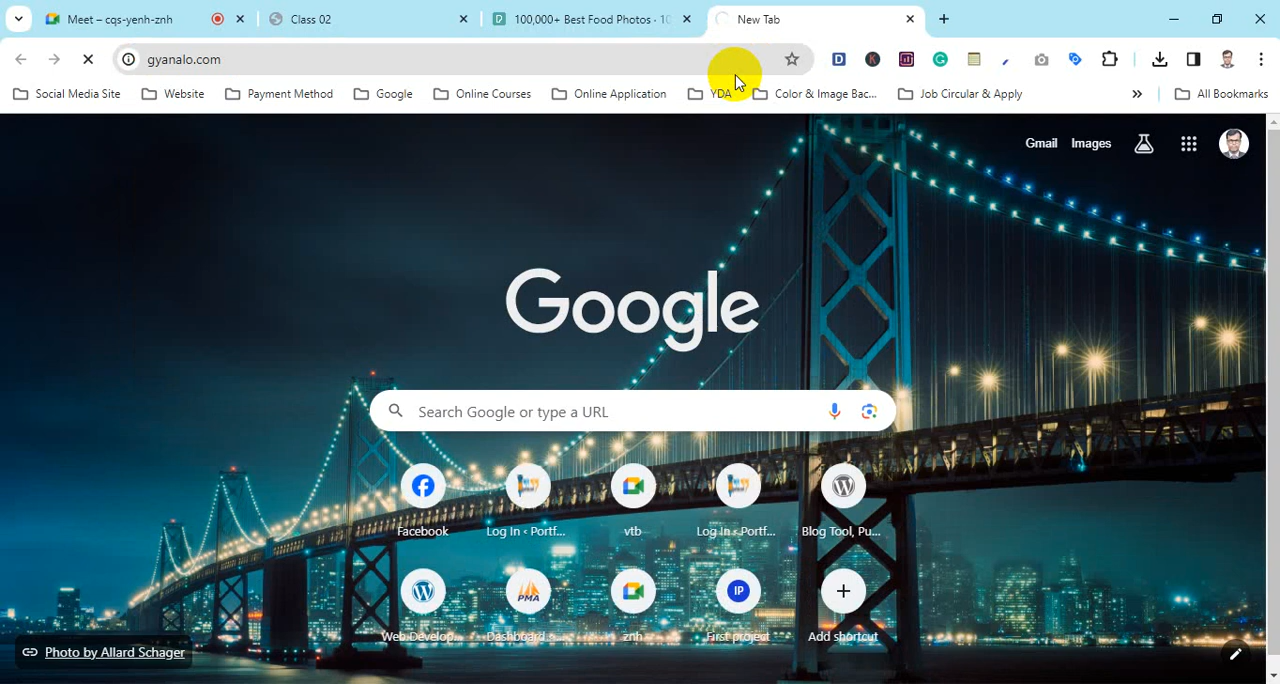 Meet – cqs-yenh-znh
Class 02
100,000+ Best Food Photos · 10
New Tab
gyanalo.com
Social Media Site
Website
Payment Method
Google
Online Courses
Online Application
YDA
Color & Image Bac...
Job Circular & Apply
All Bookmarks
Gmail
Images
Google
Search Google or type a URL
Facebook
Log In ‹ Portf...
vtb
Log In ‹ Portf...
Blog Tool, Pu...
Web Develop...
Dashboard...
znh
First project
Add shortcut
PMA
IP
Photo by Allard Schager